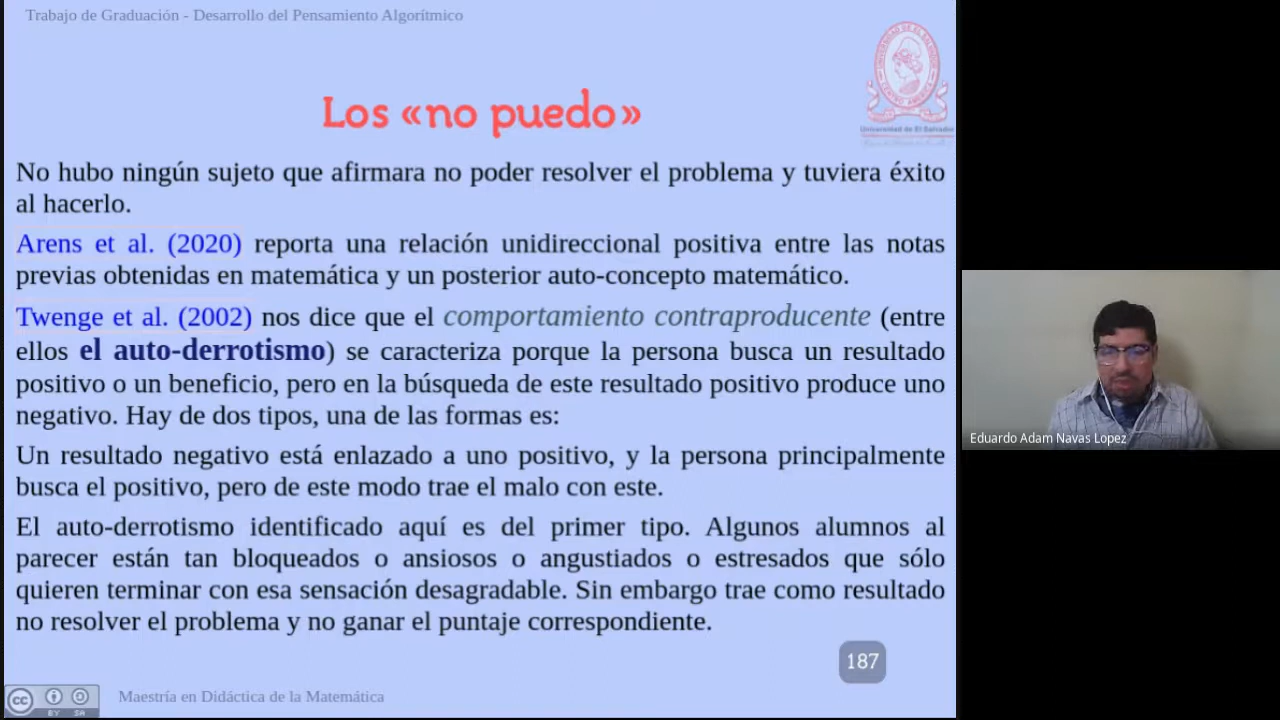 Trabajo de Graduación - Desarrollo del Pensamiento Algorítmico
Los «no puedo»
Universidad de El Salvador
No hubo ningún sujeto que afirmara no poder resolver el problema y tuviera éxito
al hacerlo.
Arens et al. (2020) reporta una relación unidireccional positiva entre las notas
previas obtenidas en matemática y un posterior auto-concepto matemático.
Twenge et al. (2002) nos dice que el comportamiento contraproducente (entre
ellos el auto-derrotismo) se caracteriza porque la persona busca un resultado
positivo o un beneficio, pero en la búsqueda de este resultado positivo produce uno
negativo. Hay de dos tipos, una de las formas es:
Un resultado negativo está enlazado a uno positivo, y la persona principalmente
busca el positivo, pero de este modo trae el malo con este.
El auto-derrotismo identificado aquí es del primer tipo. Algunos alumnos al
parecer están tan bloqueados o ansiosos o angustiados o estresados que sólo
quieren terminar con esa sensación desagradable. Sin embargo trae como resultado
no resolver el problema y no ganar el puntaje correspondiente.
187
cc BY SA
Maestría en Didáctica de la Matemática
Eduardo Adam Navas Lopez